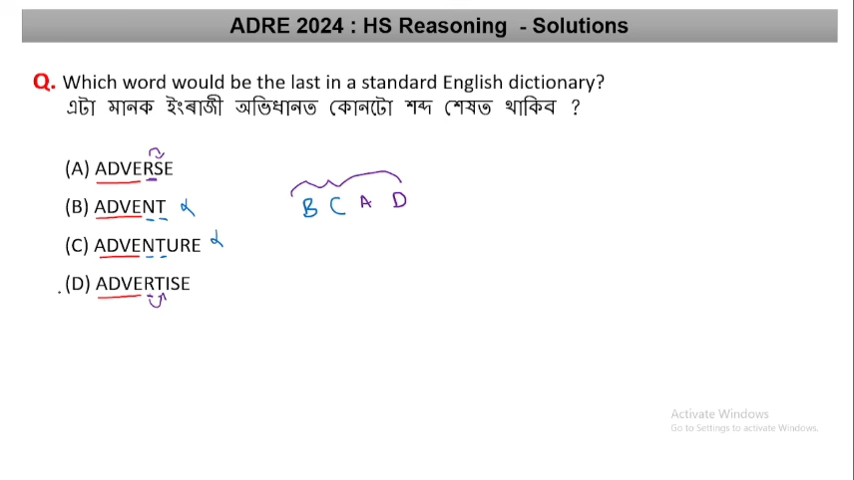 ADRE 2024 : HS Reasoning - Solutions
Q. Which word would be the last in a standard English dictionary?
এটা মানক ইংৰাজী অভিধানত কোনটো শব্দ শেষত থাকিব ?
(A) ADVERSE
(B) ADVENT
B C A D
(C) ADVENTURE
(D) ADVERTISE
Activate Windows
Go to Settings to activate Windows.